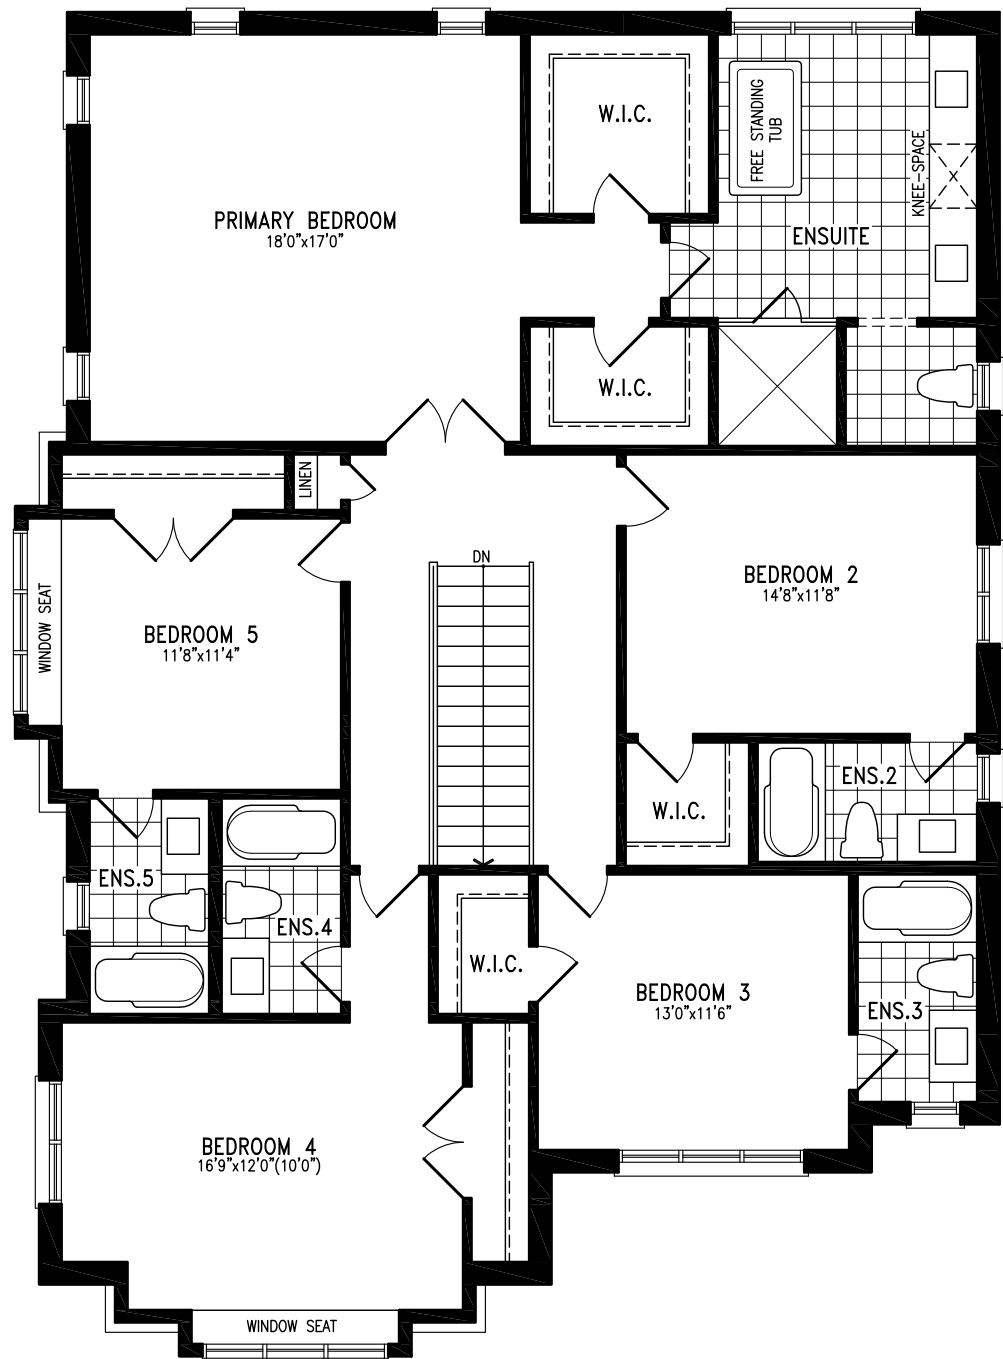 W.I.C.
FREE STANDING
TUB
KNEE-SPACE
PRIMARY BEDROOM
18'0"x17'0"
ENSUITE
W.I.C.
LINEN
DN
BEDROOM 2
14'8"x11'8"
WINDOW SEAT
BEDROOM 5
11'8"x11'4"
ENS.2
W.I.C.
ENS.5
ENS.4
W.I.C.
BEDROOM 3
13'0"x11'6"
ENS.3
BEDROOM 4
16'9"x12'0"(10'0")
WINDOW SEAT